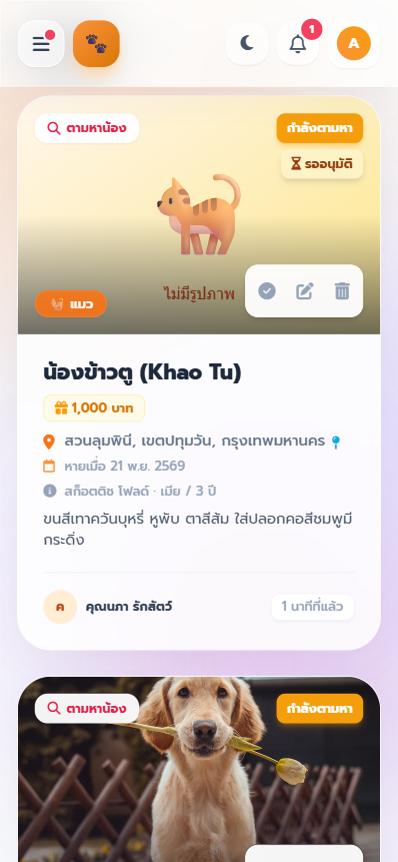 1
A
ตามหาน้อง
กำลังตามหา
รออนุมัติ
ไม่มีรูปภาพ
แมว
น้องข้าวตู (Khao Tu)
1,000 บาท
สวนลุมพินี, เขตปทุมวัน, กรุงเทพมหานคร
หายเมื่อ 21 พ.ย. 2569
สก็อตติช โฟลด์ · เมีย / 3 ปี
ขนสีเทาควันบุหรี่ หูพับ ตาสีส้ม ใส่ปลอกคอสีชมพูมี
กระดิ่ง
ค
คุณนภา รักสัตว์
1 นาทีที่แล้ว
ตามหาน้อง
กำลังตามหา